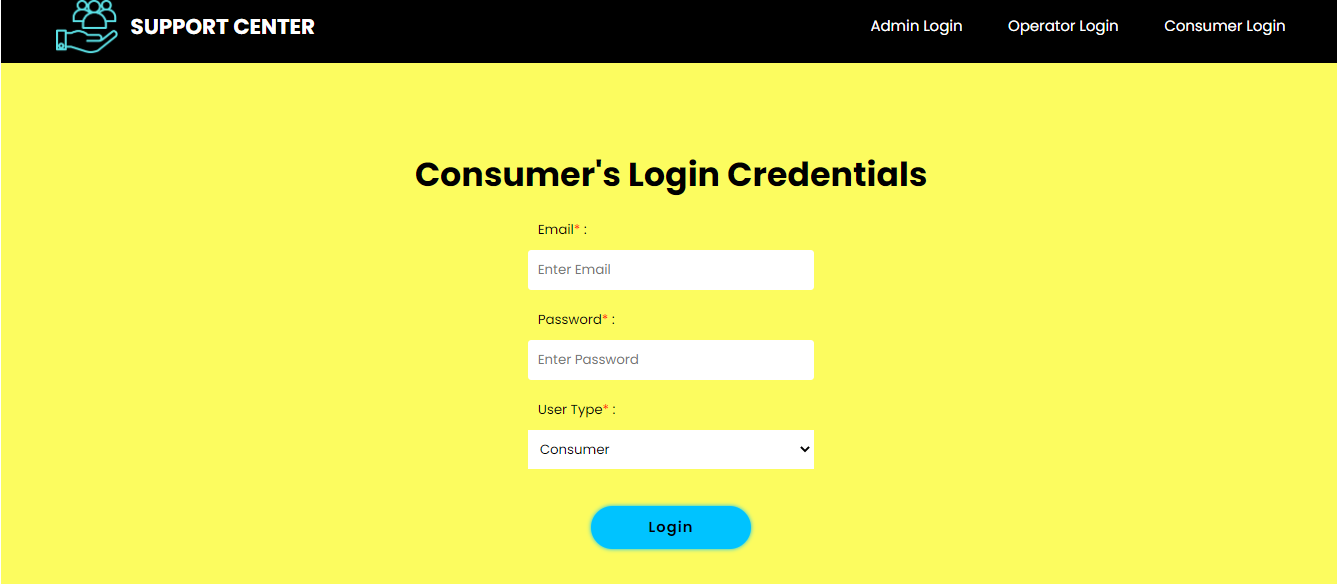 SUPPORT CENTER
Admin Login
Operator Login
Consumer Login
Consumer's Login Credentials
Email* :
Enter Email
Password* :
Enter Password
User Type* :
Consumer
Login